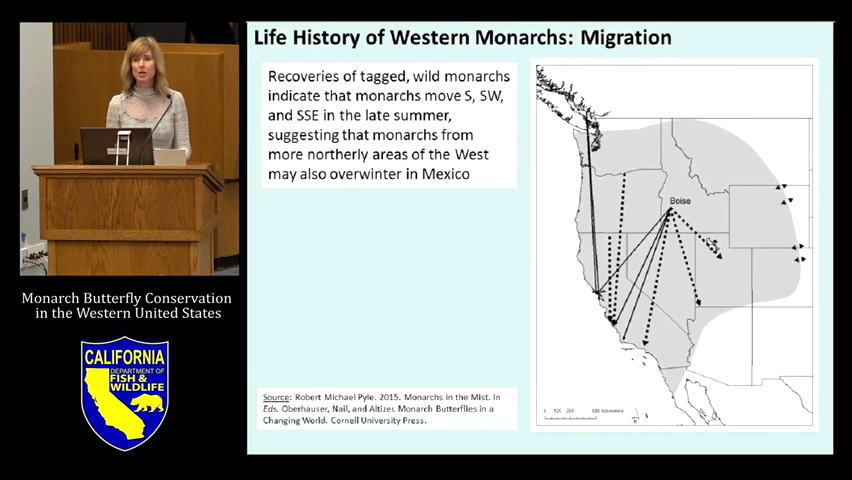 Life History of Western Monarchs: Migration
Recoveries of tagged, wild monarchs
indicate that monarchs move S, SW,
and SSE in the late summer,
suggesting that monarchs from
more northerly areas of the West
may also overwinter in Mexico
Boise
Source: Robert Michael Pyle. 2015. Monarchs in the Mist. In
Eds. Oberhauser, Nail, and Altizer. Monarch Butterflies in a
Changing World. Cornell University Press.
Monarch Butterfly Conservation
in the Western United States
CALIFORNIA
DEPARTMENT OF
FISH &
WILDLIFE